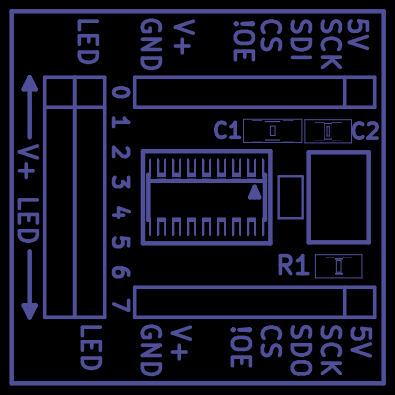 LED GND V+ !OE CS SDI SCK 5V
0
1
2
3
4
5
6
7
V+ LED
C1
C2
R1
LED GND V+ !OE CS SDO SCK 5V